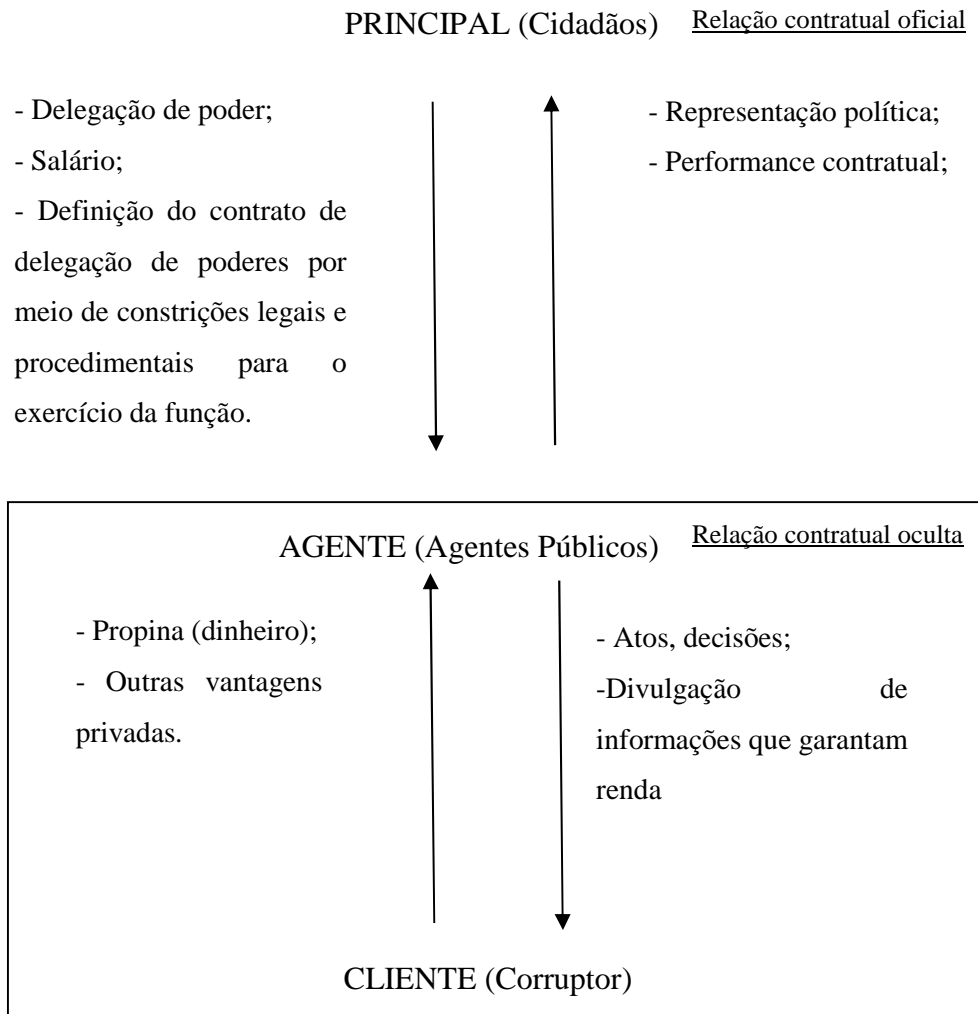 PRINCIPAL (Cidadãos) Relação contratual oficial
- Delegação de poder;
- Salário;
- Definição do contrato de
delegação de poderes por
meio de constrições legais e
procedimentais para o
exercício da função.
- Representação política;
- Performance contratual;
AGENTE (Agentes Públicos) Relação contratual oculta
- Propina (dinheiro);
- Outras vantagens
privadas.
- Atos, decisões;
-Divulgação de
informações que garantam
renda
CLIENTE (Corruptor)